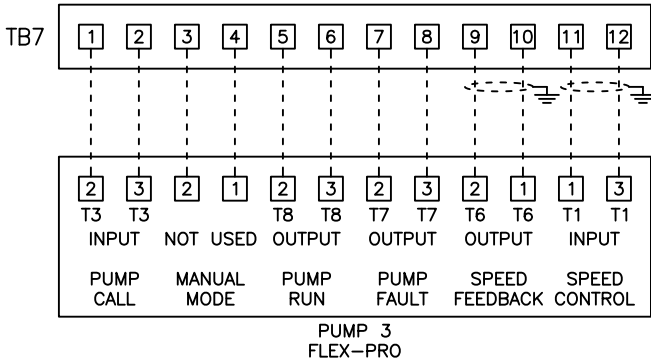 TB7 1 2 3 4 5 6 7 8 9 10 11 12
2 3 2 1 2 3 2 3 2 1 1 3
T3 T3 T8 T8 T7 T7 T6 T6 T1 T1
INPUT NOT USED OUTPUT OUTPUT OUTPUT INPUT
PUMP MANUAL PUMP PUMP SPEED SPEED
CALL MODE RUN FAULT FEEDBACK CONTROL
PUMP 3
FLEX-PRO